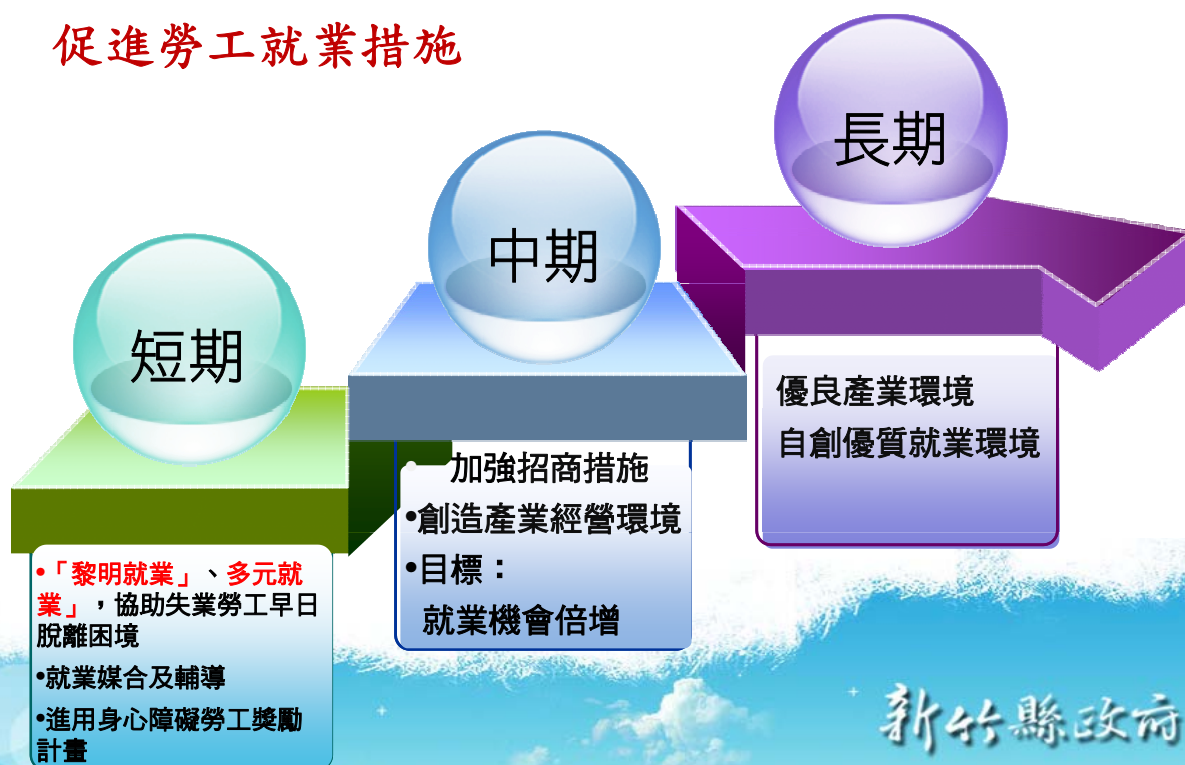 促進勞工就業措施
長期
中期
短期
優良產業環境
自創優質就業環境
• 加強招商措施
•創造產業經營環境
•目標：
就業機會倍增
•「黎明就業」、多元就
業」，協助失業勞工早日
脫離困境
•就業媒合及輔導
•進用身心障礙勞工獎勵
計畫
新竹縣政府